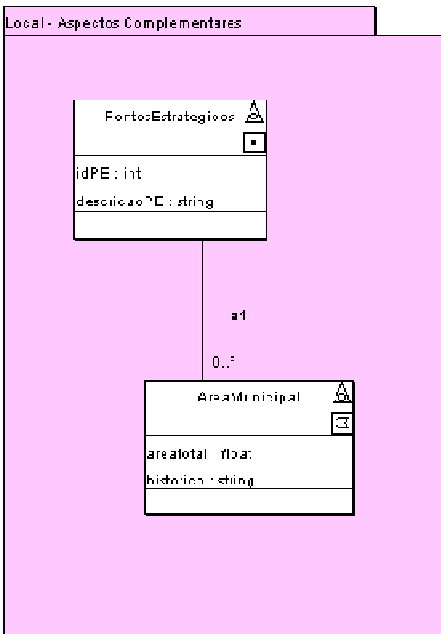 Local - Aspectos Complementares
PontosEstrategicos
idPE : int
descricaoPE : string
a1
0..*
AreaMunicipal
areatotal : float
historico : string